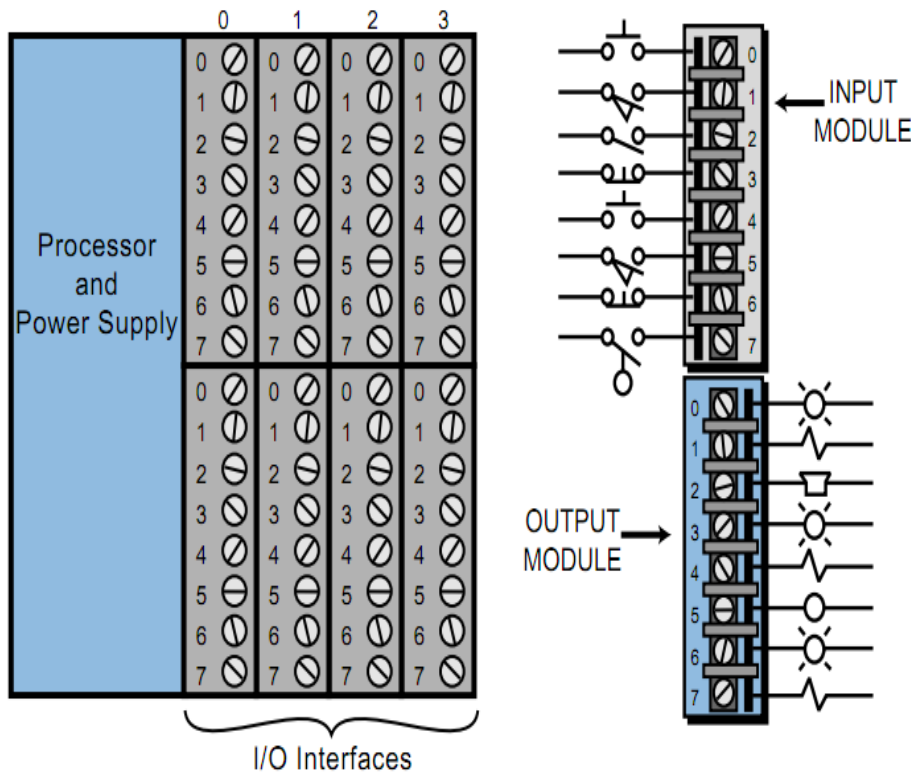 0 1 2 3
0 0 0 0
1 1 1 1
2 2 2 2
3 3 3 3
4 4 4 4
5 5 5 5
6 6 6 6
7 7 7 7
0 0 0 0
1 1 1 1
2 2 2 2
3 3 3 3
4 4 4 4
5 5 5 5
6 6 6 6
7 7 7 7
Processor
and
Power Supply
I/O Interfaces
0
1
2
3
4
5
6
7
INPUT
MODULE
0
1
2
3
4
5
6
7
OUTPUT
MODULE